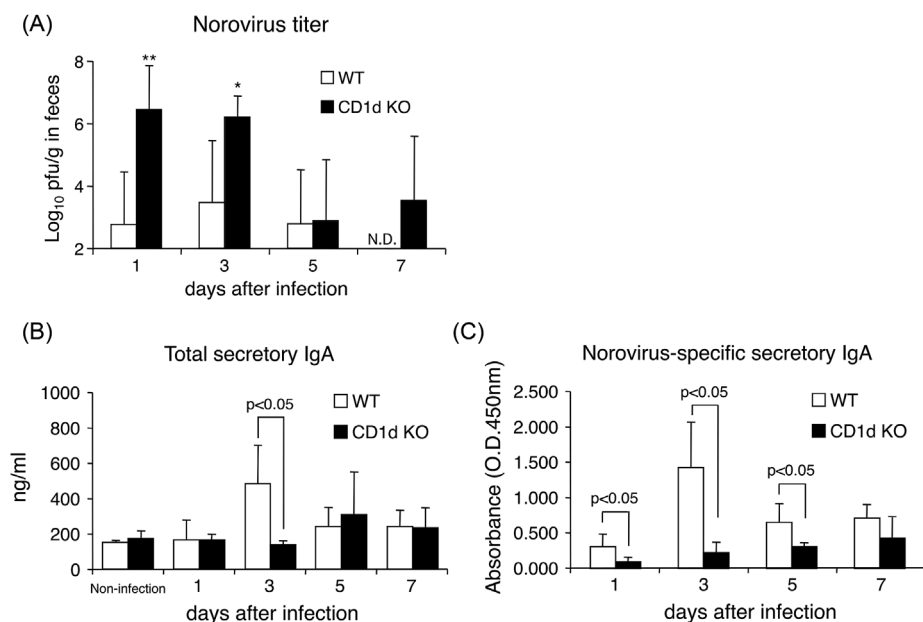 (A)
Norovirus titer
Log10 pfu/g in feces
8
6
4
2
**
*
N.D.
WT
CD1d KO
1 3 5 7
days after infection
(B)
Total secretory IgA
ng/ml
1000
800
600
400
200
0
p<0.05
WT
CD1d KO
Non-infection 1 3 5 7
days after infection
(C)
Norovirus-specific secretory IgA
Absorbance (O.D.450nm)
2.500
2.000
1.500
1.000
0.500
0.000
p<0.05
p<0.05
p<0.05
WT
CD1d KO
1 3 5 7
days after infection